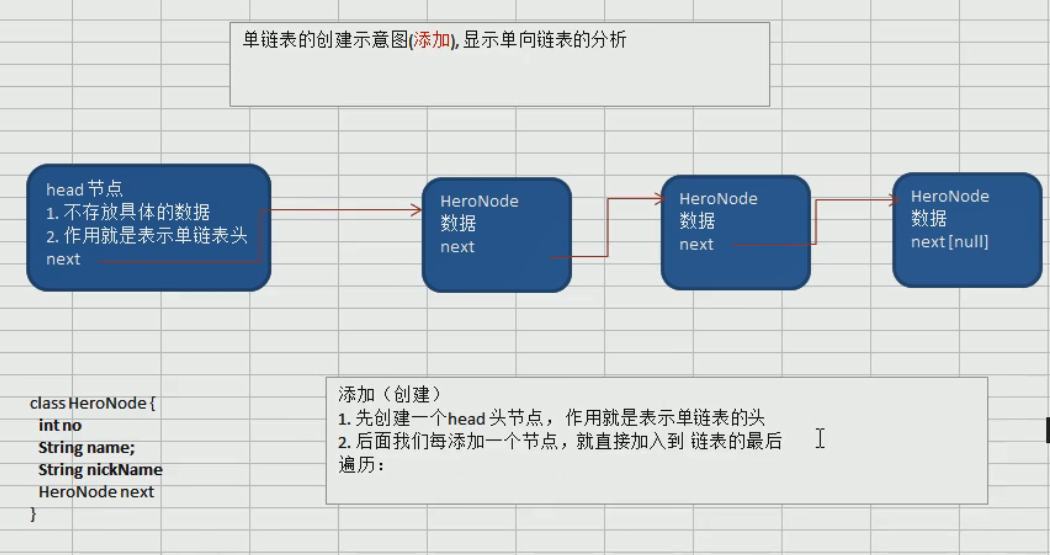 单链表的创建示意图(添加), 显示单向链表的分析
head 节点
1. 不存放具体的数据
2. 作用就是表示单链表头
next
HeroNode
数据
next
HeroNode
数据
next
HeroNode
数据
next [null]
class HeroNode {
int no
String name;
String nickName
HeroNode next
}
添加（创建）
1. 先创建一个head 头节点，作用就是表示单链表的头
2. 后面我们每添加一个节点，就直接加入到 链表的最后
遍历：